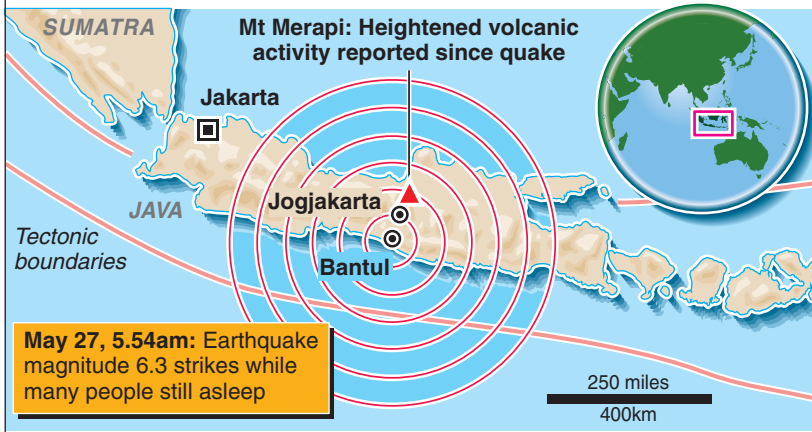 SUMATRA
Mt Merapi: Heightened volcanic
activity reported since quake
Jakarta
JAVA
Jogjakarta
Bantul
Tectonic
boundaries
May 27, 5.54am: Earthquake
magnitude 6.3 strikes while
many people still asleep
250 miles
400km